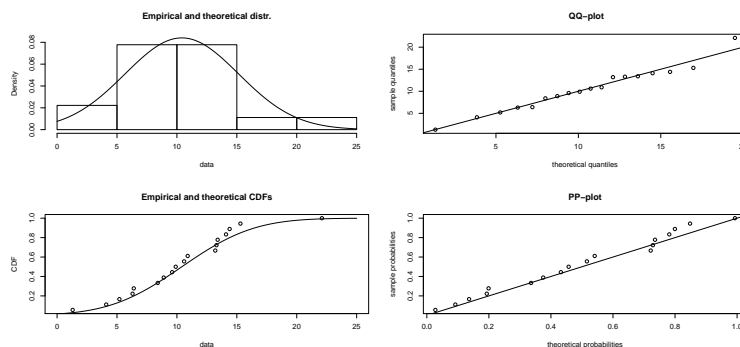 Empirical and theoretical distr.
Density
0.00 0.02 0.04 0.06 0.08
0 5 10 15 20 25
data
QQ−plot
sample quantiles
5 10 15 20
5 10 15
theoretical quantiles
Empirical and theoretical CDFs
CDF
0.2 0.4 0.6 0.8 1.0
0 5 10 15 20 25
data
PP−plot
sample probabilities
0.2 0.4 0.6 0.8 1.0
0.0 0.2 0.4 0.6 0.8 1.0
theoretical probabilities